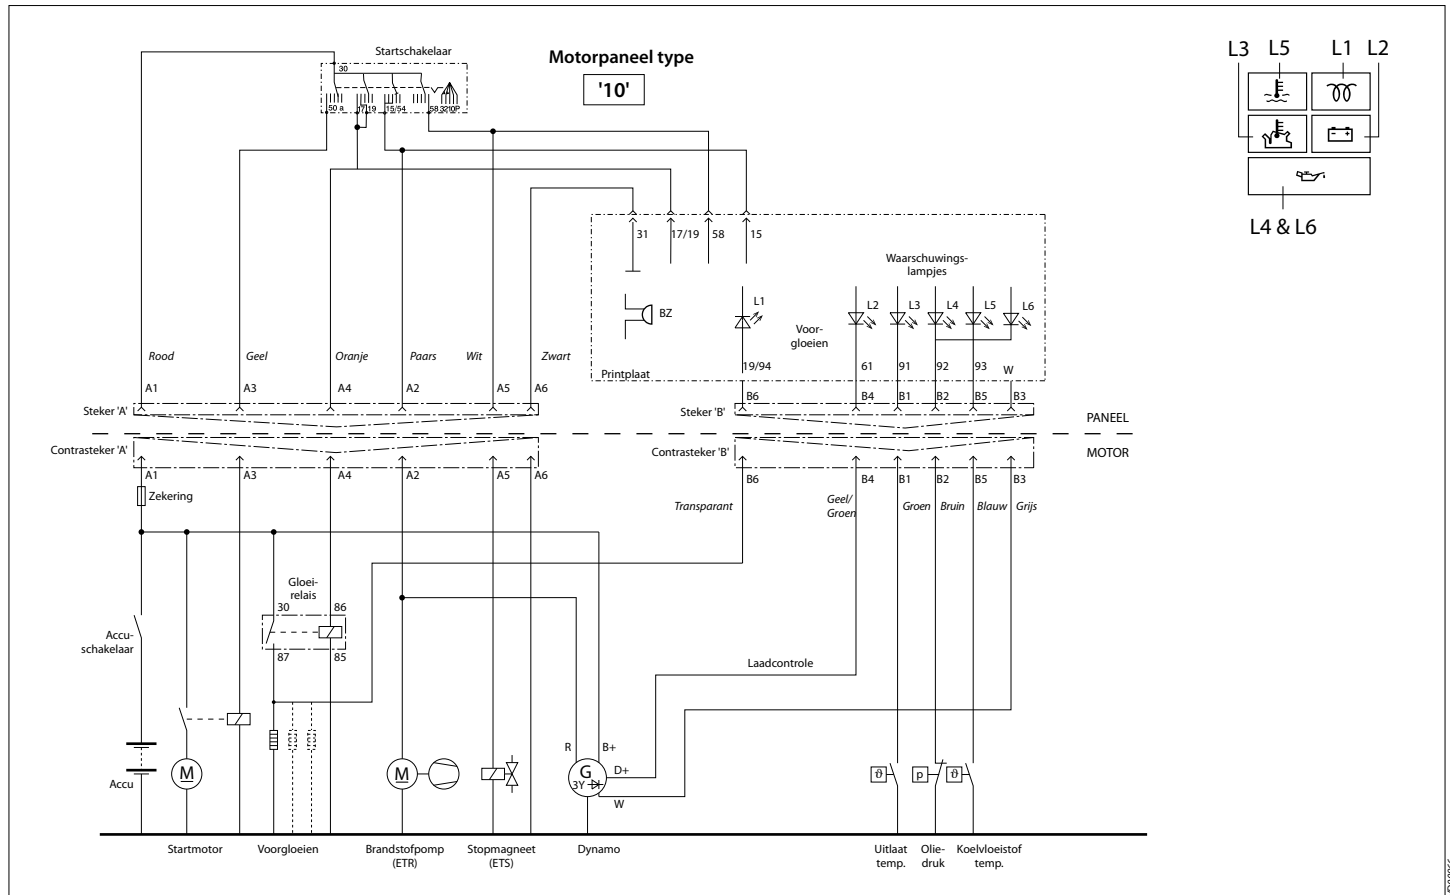 Startschakelaar
Motorpaneel type
'10'
30
50 a
17
19
15/54
58
3210P
L3
L5
L1
L2
L4 & L6
31
17/19
58
15
Waarschuwings-
lampjes
BZ
L1
Voor-
gloeien
L2
L3
L4
L5
L6
19/94
61
91
92
93
W
Printplaat
Rood
Geel
Oranje
Paars
Wit
Zwart
A1
A3
A4
A2
A5
A6
B6
B4
B1
B2
B5
B3
Steker 'A'
Steker 'B'
PANEEL
Contrasteker 'A'
Contrasteker 'B'
MOTOR
A1
A3
A4
A2
A5
A6
B6
B4
B1
B2
B5
B3
Zekering
Transparant
Geel/
Groen
Groen
Bruin
Blauw
Grijs
Gloei-
relais
30
86
87
85
Accu-
schakelaar
Laadcontrole
R
B+
D+
W
G
3Y
M
M
ϑ
p
ϑ
Accu
Startmotor
Voorgloeien
Brandstofpomp
(ETR)
Stopmagneet
(ETS)
Dynamo
Uitlaat
temp.
Olie-
druk
Koelvloeistof
temp.